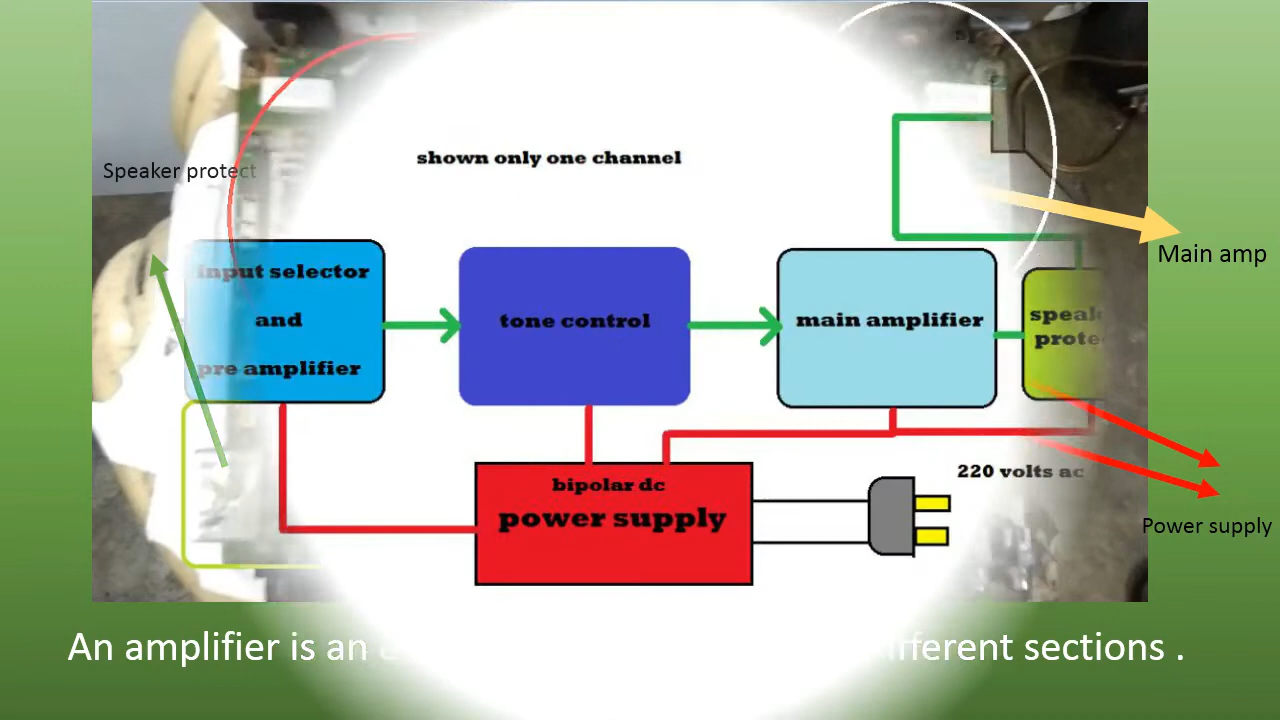 shown only one channel
Speaker protect
Main amp
input selector
and
pre amplifier
tone control
main amplifier
bipolar dc
power supply
220 volts ac
Power supply
An amplifier is an
sections .